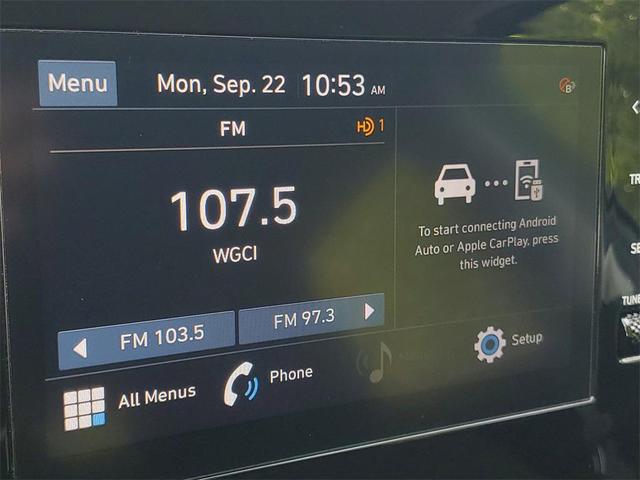 Menu
Mon, Sep. 22
10:53 AM
FM
HD 1
107.5
WGCI
FM 103.5
FM 97.3
To start connecting Android
Auto or Apple CarPlay, press
this widget.
All Menus
Phone
Setup
TUNE